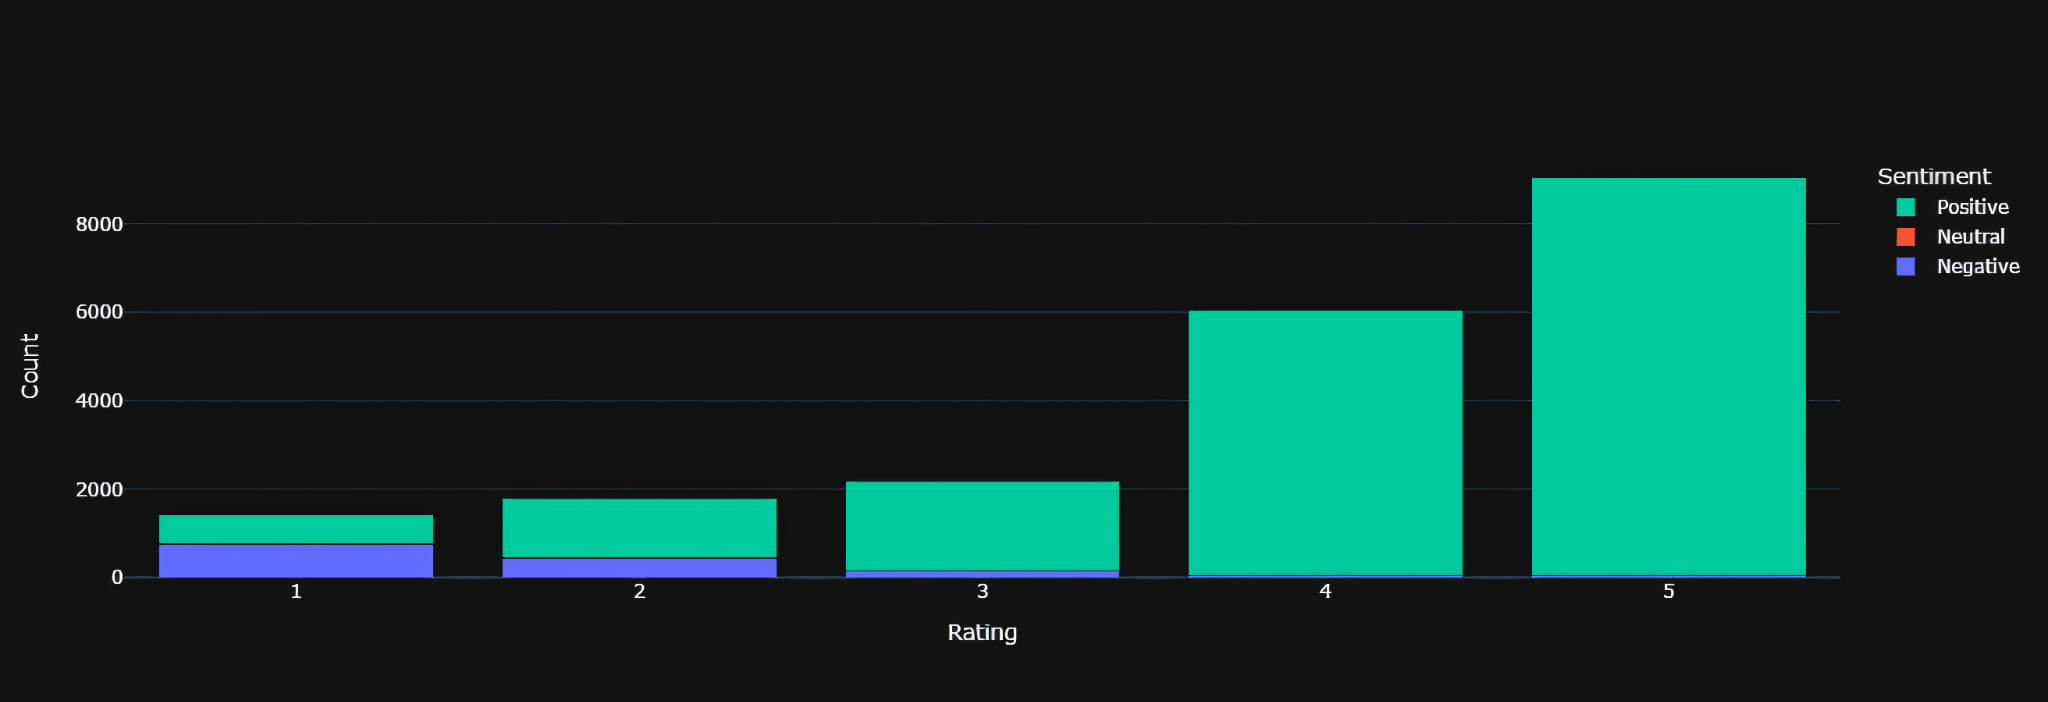 Sentiment
Positive
Neutral
Negative
8000
6000
4000
2000
0
Count
1 2 3 4 5
Rating